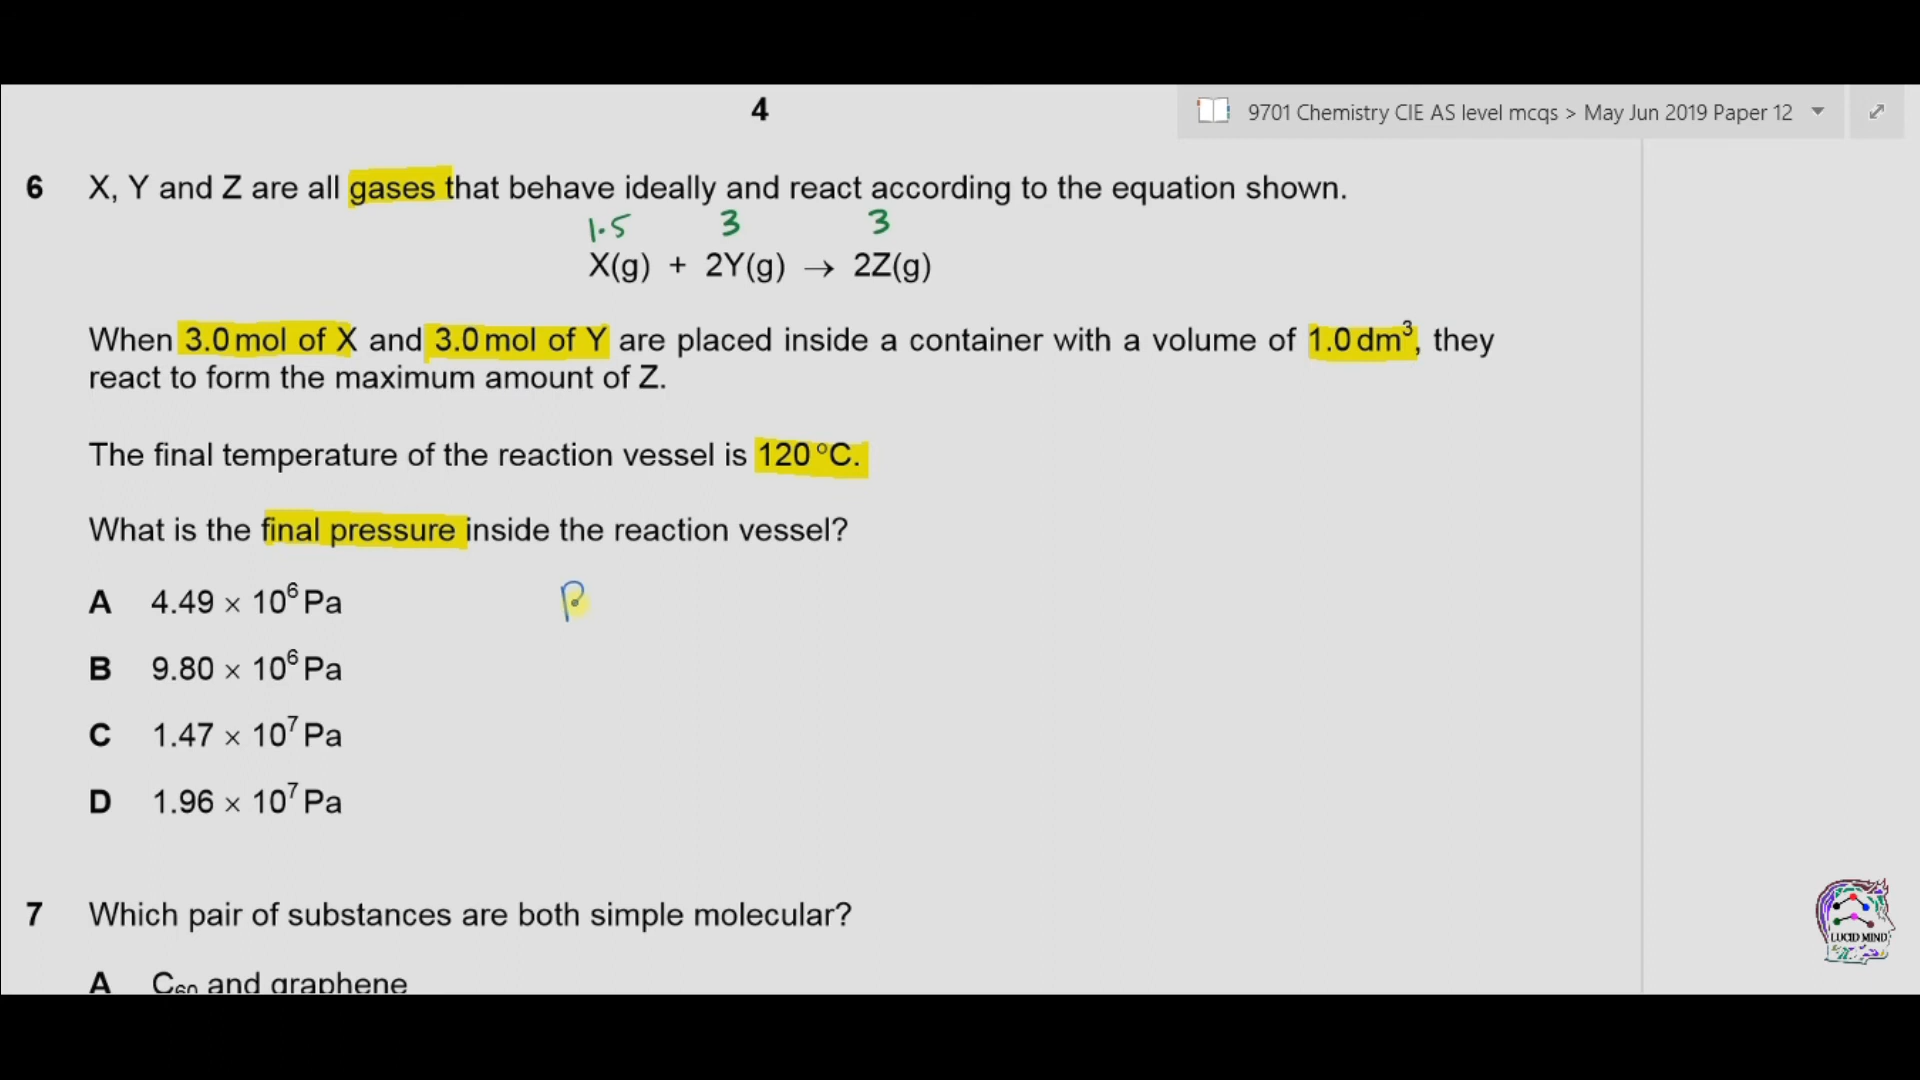 4
9701 Chemistry CIE AS level mcqs > May Jun 2019 Paper 12
6 X, Y and Z are all gases that behave ideally and react according to the equation shown.
1.5 3 3
X(g) + 2Y(g) → 2Z(g)
When 3.0 mol of X and 3.0 mol of Y are placed inside a container with a volume of 1.0 dm³, they
react to form the maximum amount of Z.
The final temperature of the reaction vessel is 120 °C.
What is the final pressure inside the reaction vessel?
A 4.49 × 10⁶ Pa
P
B 9.80 × 10⁶ Pa
C 1.47 × 10⁷ Pa
D 1.96 × 10⁷ Pa
7 Which pair of substances are both simple molecular?
A C₆₀ and graphene
LUCID MIND